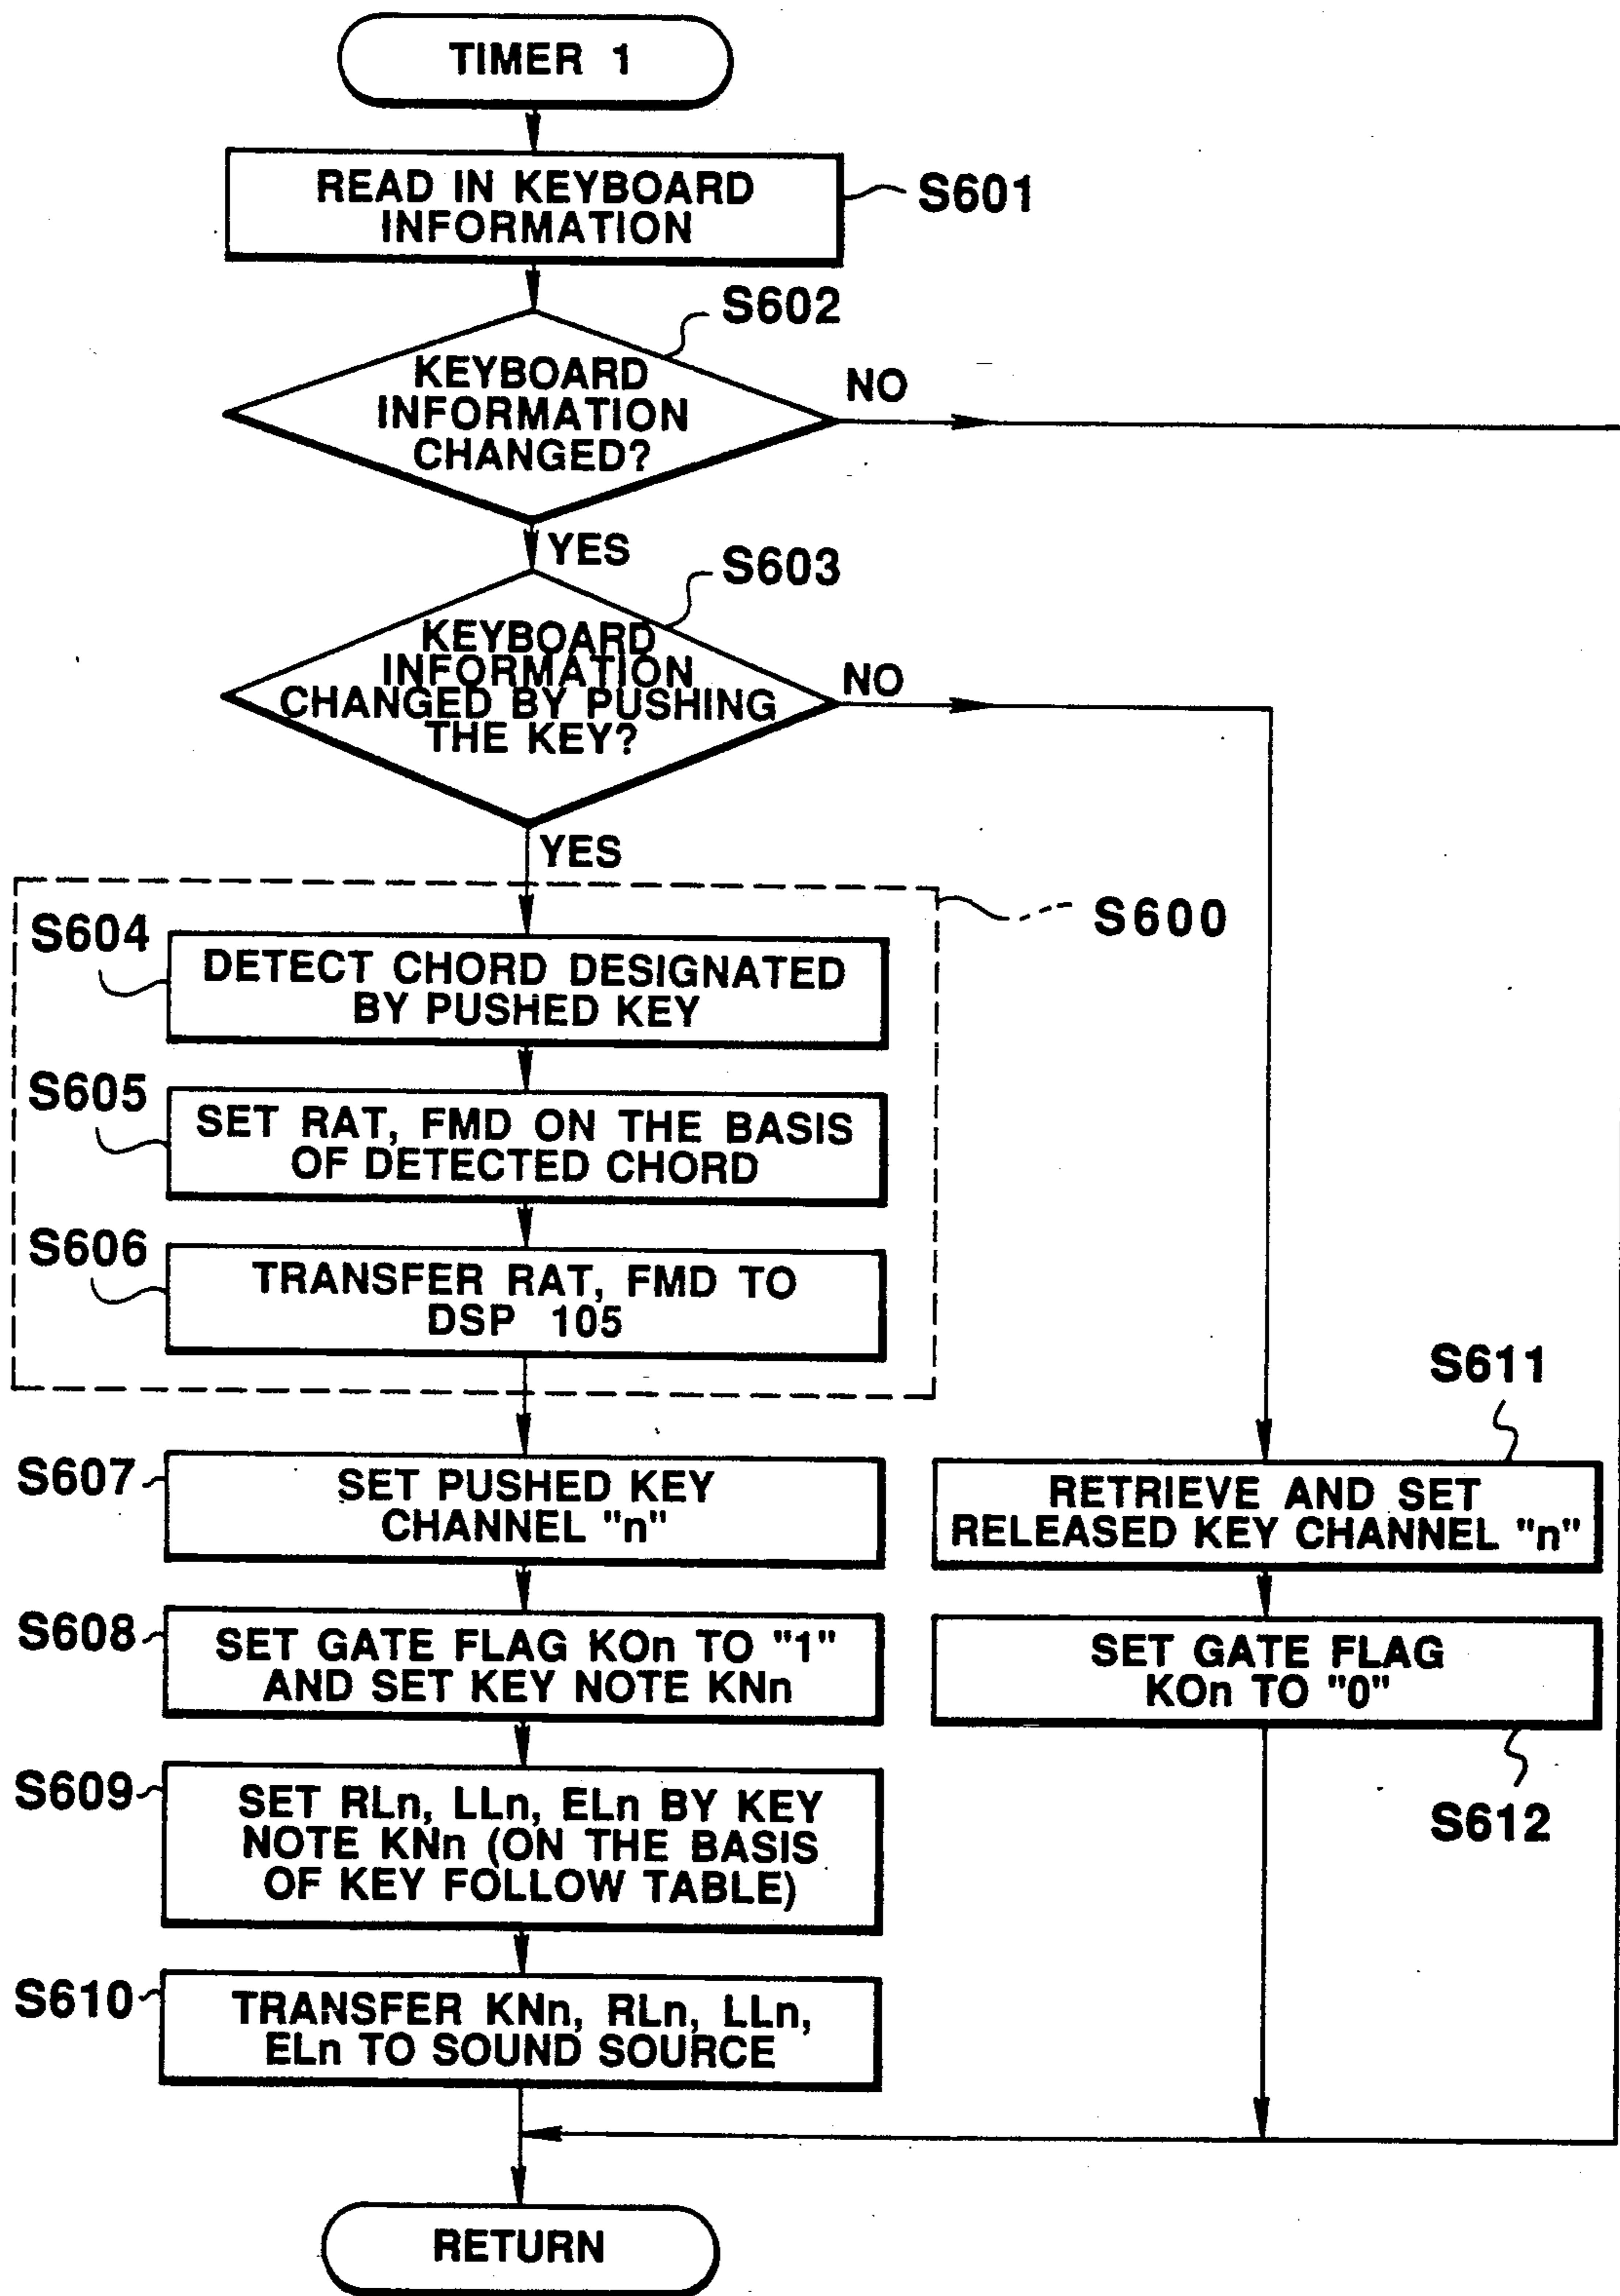 TIMER 1
READ IN KEYBOARD
INFORMATION
S601
S602
KEYBOARD
INFORMATION
CHANGED?
NO
YES
S603
KEYBOARD
INFORMATION
CHANGED BY PUSHING
THE KEY?
NO
YES
S600
S604
DETECT CHORD DESIGNATED
BY PUSHED KEY
S605
SET RAT, FMD ON THE BASIS
OF DETECTED CHORD
S606
TRANSFER RAT, FMD TO
DSP 105
S607
SET PUSHED KEY
CHANNEL "n"
S608
SET GATE FLAG KOn TO "1"
AND SET KEY NOTE KNn
S609
SET RLn, LLn, ELn BY KEY
NOTE KNn (ON THE BASIS
OF KEY FOLLOW TABLE)
S610
TRANSFER KNn, RLn, LLn,
ELn TO SOUND SOURCE
S611
RETRIEVE AND SET
RELEASED KEY CHANNEL "n"
SET GATE FLAG
KOn TO "0"
S612
RETURN